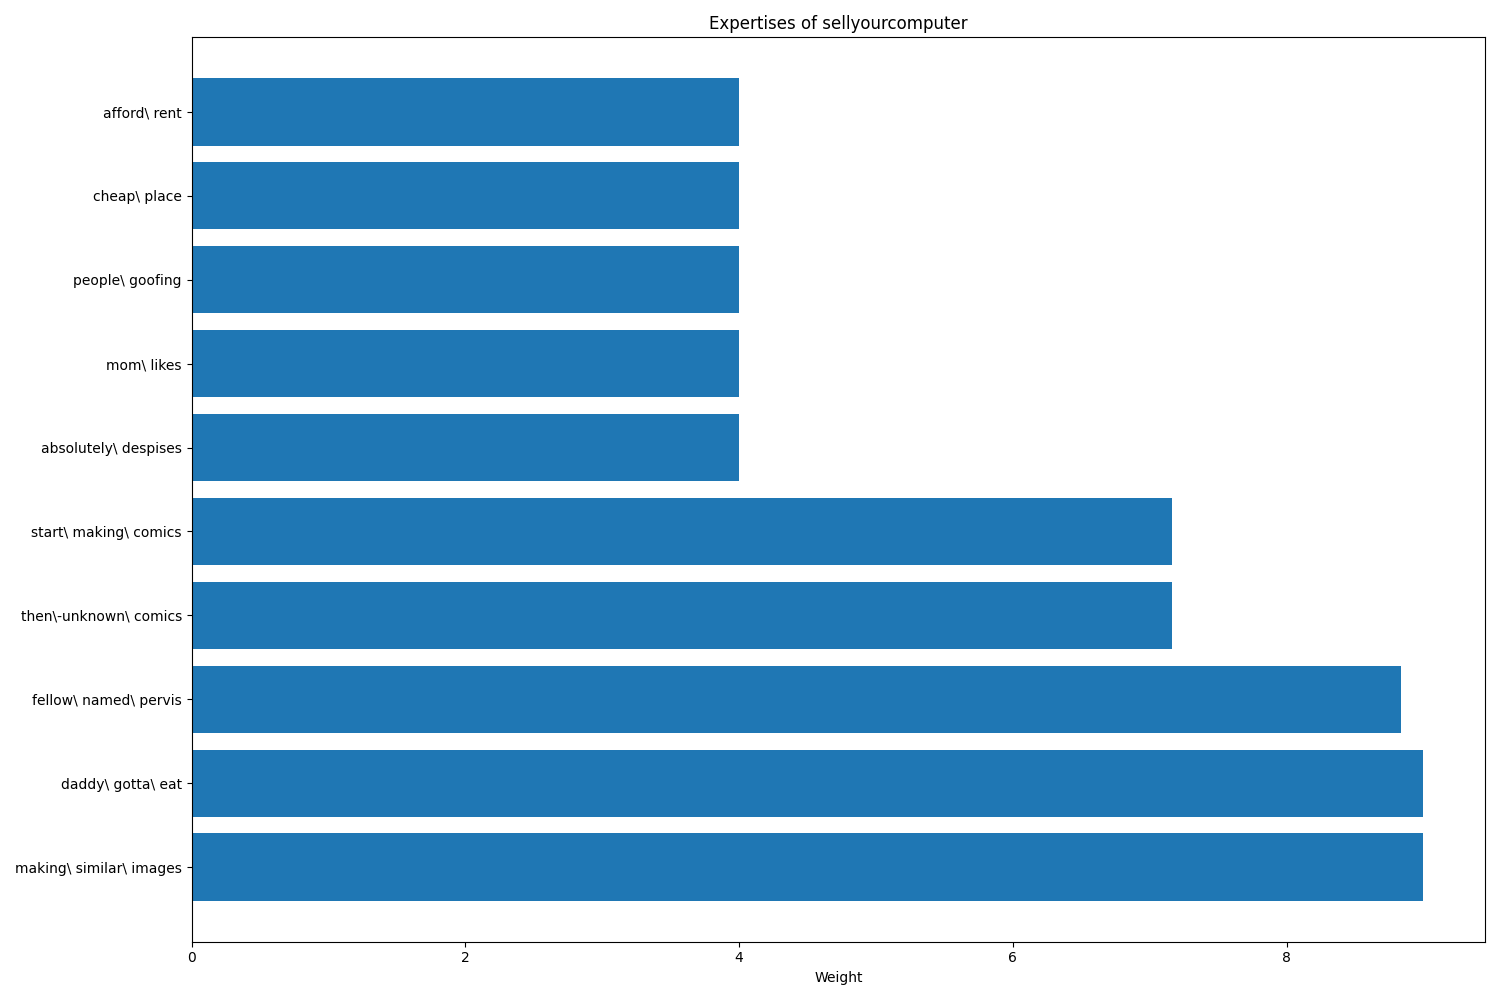 Expertises of sellyourcomputer
afford\ rent
cheap\ place
people\ goofing
mom\ likes
absolutely\ despises
start\ making\ comics
then\-unknown\ comics
fellow\ named\ pervis
daddy\ gotta\ eat
making\ similar\ images
0 2 4 6 8
Weight